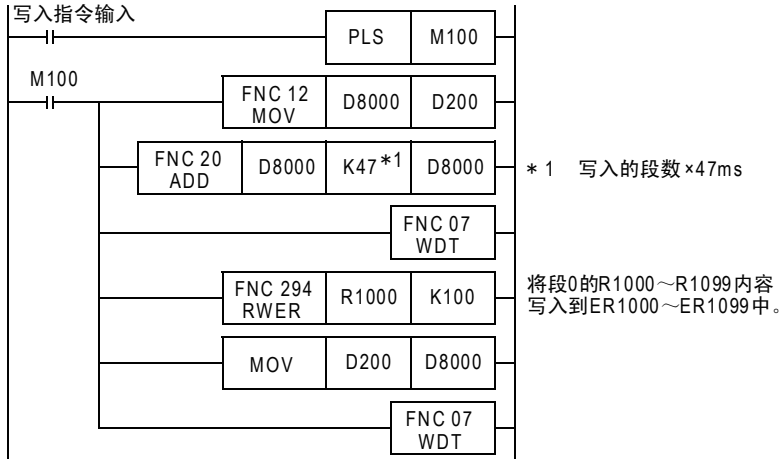 写入指令输入
PLS M100
M100
FNC 12 MOV D8000 D200
FNC 20 ADD D8000 K47*1 D8000
*1 写入的段数×47ms
FNC 07 WDT
FNC 294 RWER R1000 K100
将段0的R1000~R1099内容
写入到ER1000~ER1099中。
MOV D200 D8000
FNC 07 WDT